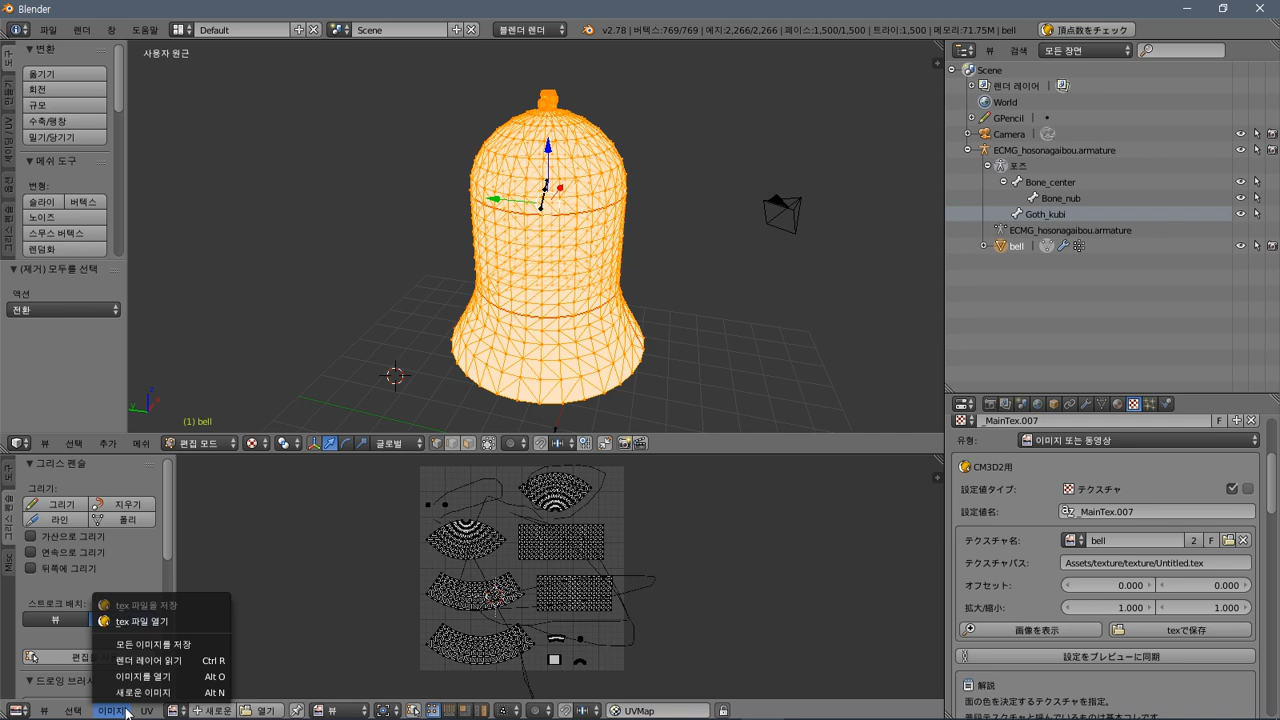 Blender
파일 렌더 창 도움말 Default Scene 블렌더 렌더 v2.78 | 버텍스:769/769 | 에지:2,266/2,266 | 페이스:1,500/1,500 | 트라이:1,500 | 메모리:71.75M | bell 頂点数をチェック
변환
옮기기
회전
규모
수축/팽창
밀기/당기기
메쉬 도구
변형:
슬라이 버텍스
노이즈
스무스 버텍스
랜덤화
(제거) 모두를 선택
액션
전환
사용자 원근
(1) bell
뷰 선택 추가 메쉬 편집 모드 글로벌
뷰 검색 모든 장면
Scene
렌더 레이어
World
GPencil
Camera
ECMG_hosonagaibou.armature
포즈
Bone_center
Bone_nub
Goth_kubi
ECMG_hosonagaibou.armature
bell
_MainTex.007 F
유형: 이미지 또는 동영상
CM3D2用
設定値タイプ: テクスチャ
設定値名: _MainTex.007
テクスチャ名: bell 2 F
テクスチャパス: Assets/texture/texture/Untitled.tex
オフセット: 0.000 0.000
拡大/縮小: 1.000 1.000
画像を表示 texで保存
設定をプレビューに同期
解説
面の色を決するテクスチャを指定。
그리스 펜슬
그리기:
그리기 지우기
라인 폴리
가산으로 그리기
연속으로 그리기
뒤쪽에 그리기
스트로크 배치:
뷰
드로잉 브러시
tex 파일을 저장
tex 파일 열기
모든 이미지를 저장
렌더 레이어 읽기 Ctrl R
이미지를 열기 Alt O
새로운 이미지 Alt N
뷰 선택 이미지 UV 새로운 열기 뷰 UVMap